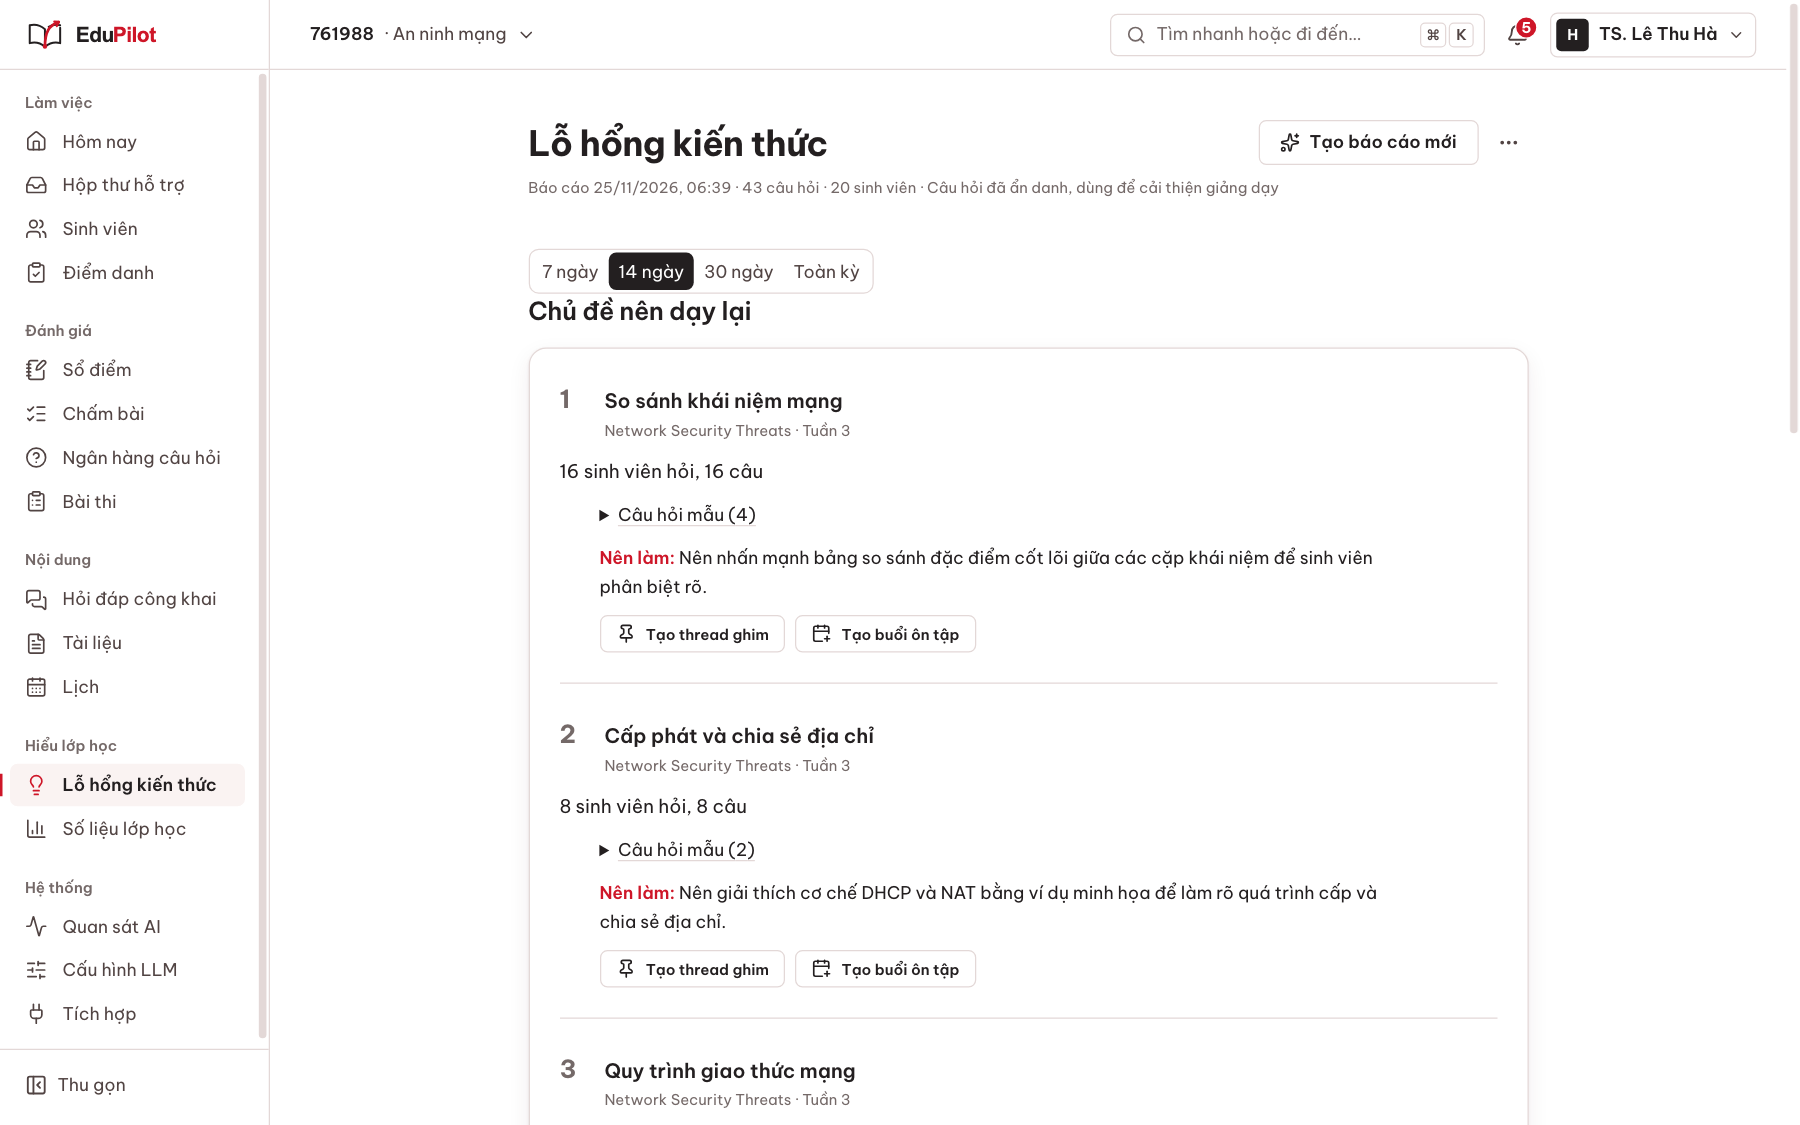 EduPilot
761988 · An ninh mạng
Tìm nhanh hoặc đi đến...
⌘ K
5
H
TS. Lê Thu Hà
Làm việc
Hôm nay
Hộp thư hỗ trợ
Sinh viên
Điểm danh
Đánh giá
Sổ điểm
Chấm bài
Ngân hàng câu hỏi
Bài thi
Nội dung
Hỏi đáp công khai
Tài liệu
Lịch
Hiểu lớp học
Lỗ hổng kiến thức
Số liệu lớp học
Hệ thống
Quan sát AI
Cấu hình LLM
Tích hợp
Thu gọn
Lỗ hổng kiến thức
Tạo báo cáo mới
Báo cáo 25/11/2026, 06:39 · 43 câu hỏi · 20 sinh viên · Câu hỏi đã ẩn danh, dùng để cải thiện giảng dạy
7 ngày
14 ngày
30 ngày
Toàn kỳ
Chủ đề nên dạy lại
1 So sánh khái niệm mạng
Network Security Threats · Tuần 3
16 sinh viên hỏi, 16 câu
Câu hỏi mẫu (4)
Nên làm: Nên nhấn mạnh bảng so sánh đặc điểm cốt lõi giữa các cặp khái niệm để sinh viên
phân biệt rõ.
Tạo thread ghim
Tạo buổi ôn tập
2 Cấp phát và chia sẻ địa chỉ
Network Security Threats · Tuần 3
8 sinh viên hỏi, 8 câu
Câu hỏi mẫu (2)
Nên làm: Nên giải thích cơ chế DHCP và NAT bằng ví dụ minh họa để làm rõ quá trình cấp và
chia sẻ địa chỉ.
Tạo thread ghim
Tạo buổi ôn tập
3 Quy trình giao thức mạng
Network Security Threats · Tuần 3